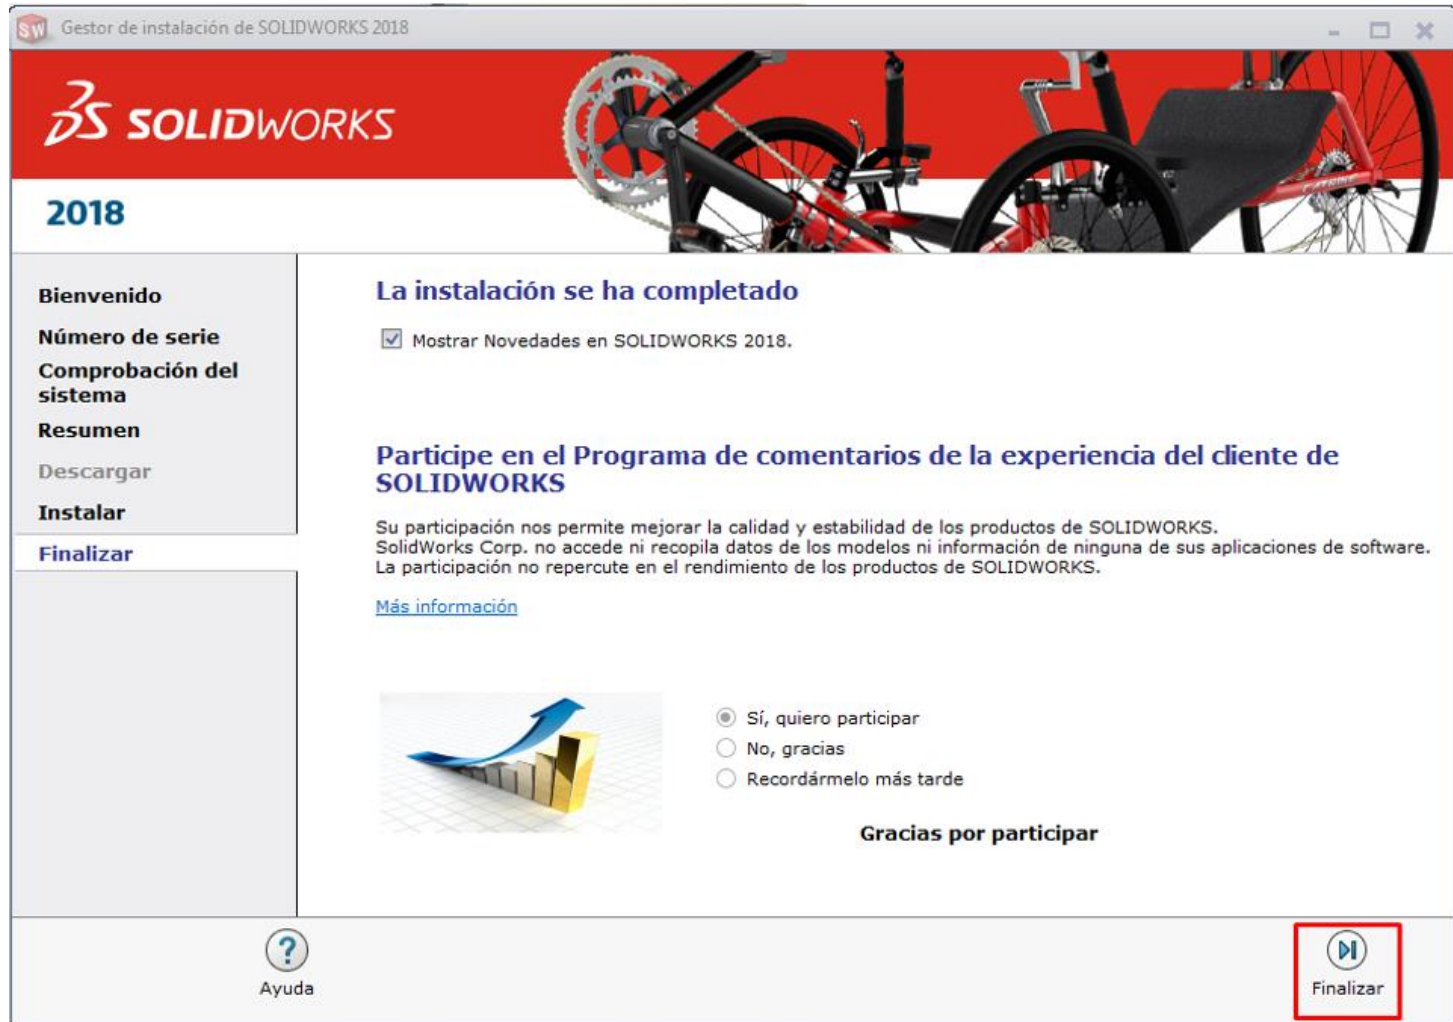 Gestor de instalación de SOLIDWORKS 2018
SOLIDWORKS
2018
Bienvenido
Número de serie
Comprobación del
sistema
Resumen
Descargar
Instalar
Finalizar
La instalación se ha completado
Mostrar Novedades en SOLIDWORKS 2018.
Participe en el Programa de comentarios de la experiencia del cliente de
SOLIDWORKS
Su participación nos permite mejorar la calidad y estabilidad de los productos de SOLIDWORKS.
SolidWorks Corp. no accede ni recopila datos de los modelos ni información de ninguna de sus aplicaciones de software.
La participación no repercute en el rendimiento de los productos de SOLIDWORKS.
Más información
Sí, quiero participar
No, gracias
Recordármelo más tarde
Gracias por participar
Ayuda
Finalizar